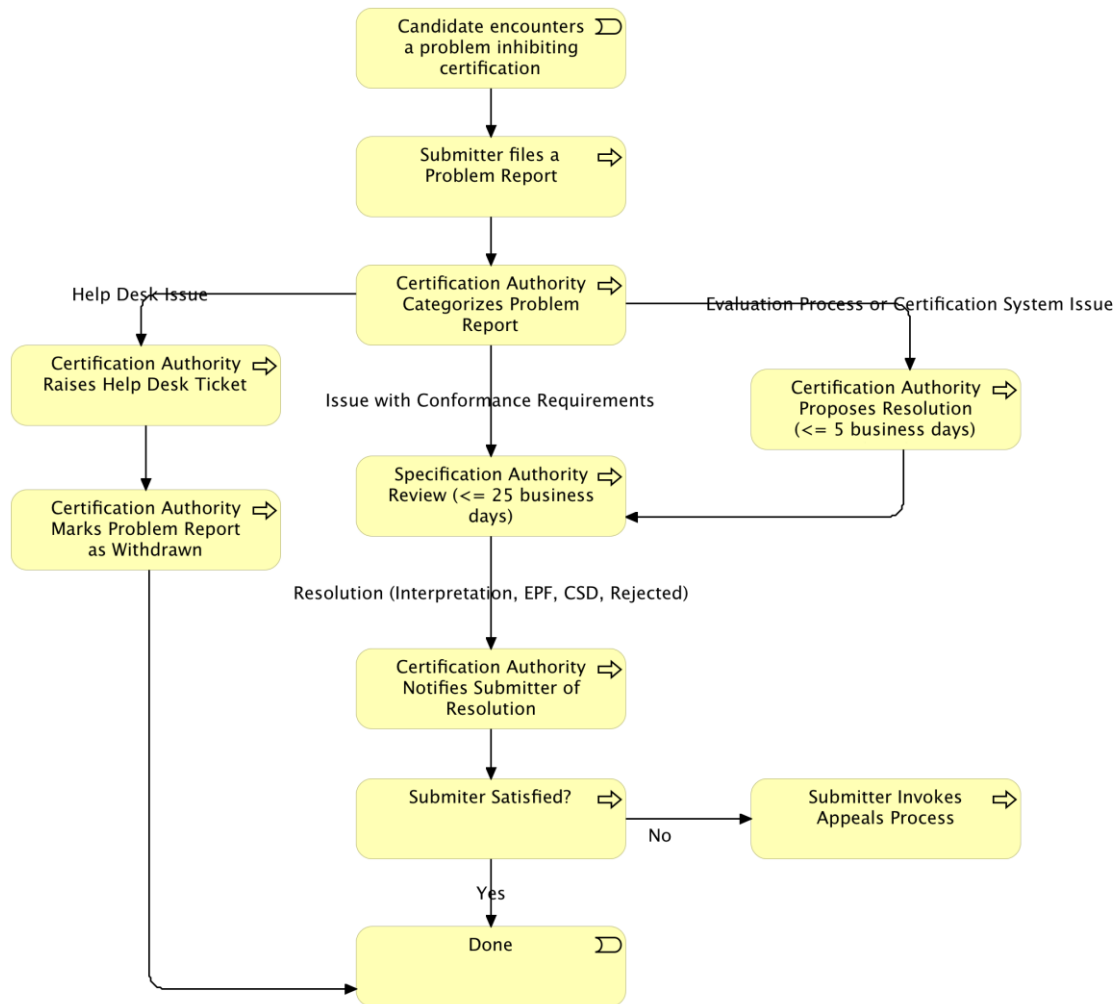 Candidate encounters
a problem inhibiting
certification
Submitter files a
Problem Report
Certification Authority
Categorizes Problem
Report
Help Desk Issue
Evaluation Process or Certification System Issue
Certification Authority
Raises Help Desk Ticket
Issue with Conformance Requirements
Certification Authority
Proposes Resolution
(<= 5 business days)
Specification Authority
Review (<= 25 business
days)
Certification Authority
Marks Problem Report
as Withdrawn
Resolution (Interpretation, EPF, CSD, Rejected)
Certification Authority
Notifies Submitter of
Resolution
Submiter Satisfied?
No
Submitter Invokes
Appeals Process
Yes
Done